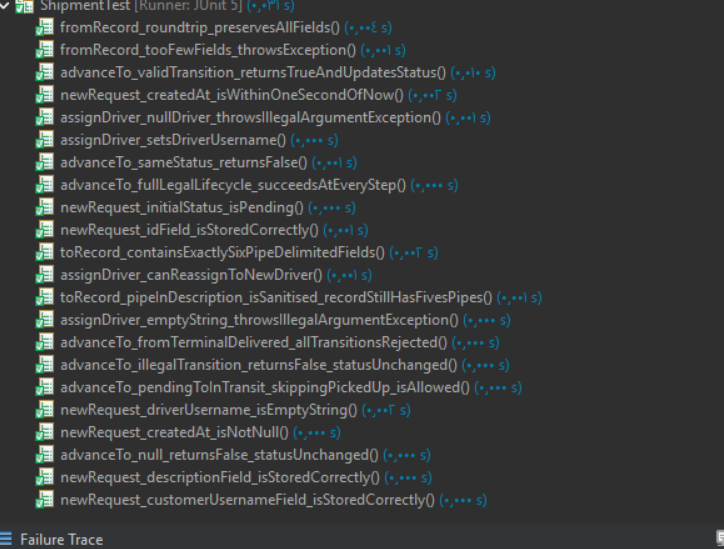 ShipmentTest [Runner: JUnit 5] (٠,٠٣١ s)
fromRecord_roundtrip_preservesAllFields() (٠,٠٠٤ s)
fromRecord_tooFewFields_throwsException() (٠,٠٠١ s)
advanceTo_validTransition_returnsTrueAndUpdatesStatus() (٠,٠١٠ s)
newRequest_createdAt_isWithinOneSecondOfNow() (٠,٠٠٢ s)
assignDriver_nullDriver_throwsIllegalArgumentException() (٠,٠٠١ s)
assignDriver_setsDriverUsername() (٠,٠٠٠ s)
advanceTo_sameStatus_returnsFalse() (٠,٠٠١ s)
advanceTo_fullLegalLifecycle_succeedsAtEveryStep() (٠,٠٠٠ s)
newRequest_initialStatus_isPending() (٠,٠٠٠ s)
newRequest_idField_isStoredCorrectly() (٠,٠٠١ s)
toRecord_containsExactlySixPipeDelimitedFields() (٠,٠٠٢ s)
assignDriver_canReassignToNewDriver() (٠,٠٠١ s)
toRecord_pipeInDescription_isSanitised_recordStillHasFivesPipes() (٠,٠٠١ s)
assignDriver_emptyString_throwsIllegalArgumentException() (٠,٠٠٠ s)
advanceTo_fromTerminalDelivered_allTransitionsRejected() (٠,٠٠٠ s)
advanceTo_illegalTransition_returnsFalse_statusUnchanged() (٠,٠٠٠ s)
advanceTo_pendingToInTransit_skippingPickedUp_isAllowed() (٠,٠٠٠ s)
newRequest_driverUsername_isEmptyString() (٠,٠٠٢ s)
newRequest_createdAt_isNotNull() (٠,٠٠٠ s)
advanceTo_null_returnsFalse_statusUnchanged() (٠,٠٠٠ s)
newRequest_descriptionField_isStoredCorrectly() (٠,٠٠٠ s)
newRequest_customerUsernameField_isStoredCorrectly() (٠,٠٠٠ s)
Failure Trace